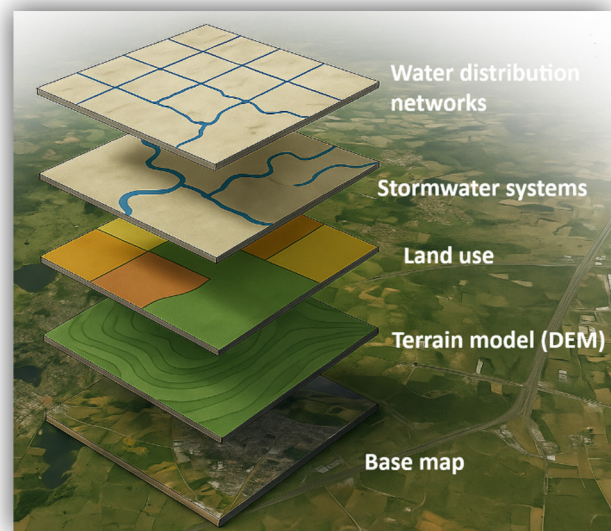 Water distribution
networks
Stormwater systems
Land use
Terrain model (DEM)
Base map